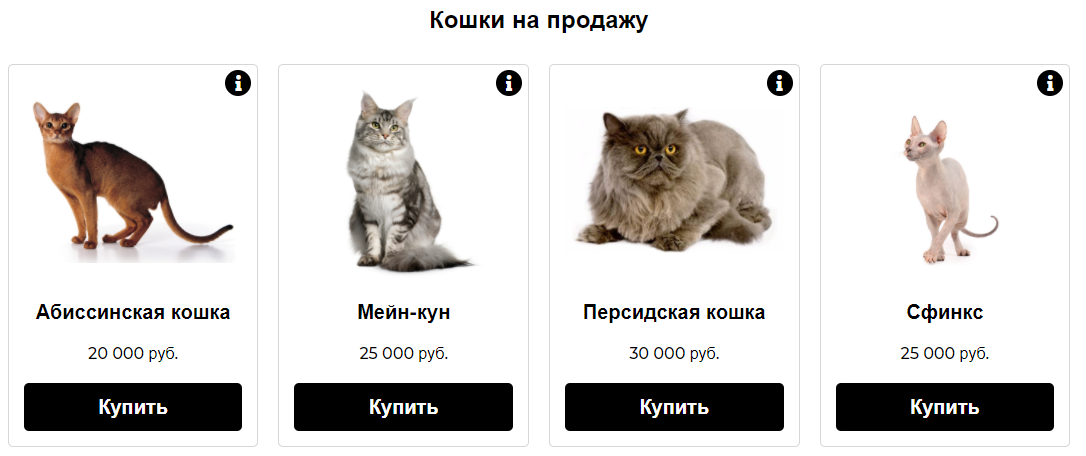 Кошки на продажу
Абиссинская кошка
20 000 руб.
Купить
Мейн-кун
25 000 руб.
Купить
Персидская кошка
30 000 руб.
Купить
Сфинкс
25 000 руб.
Купить